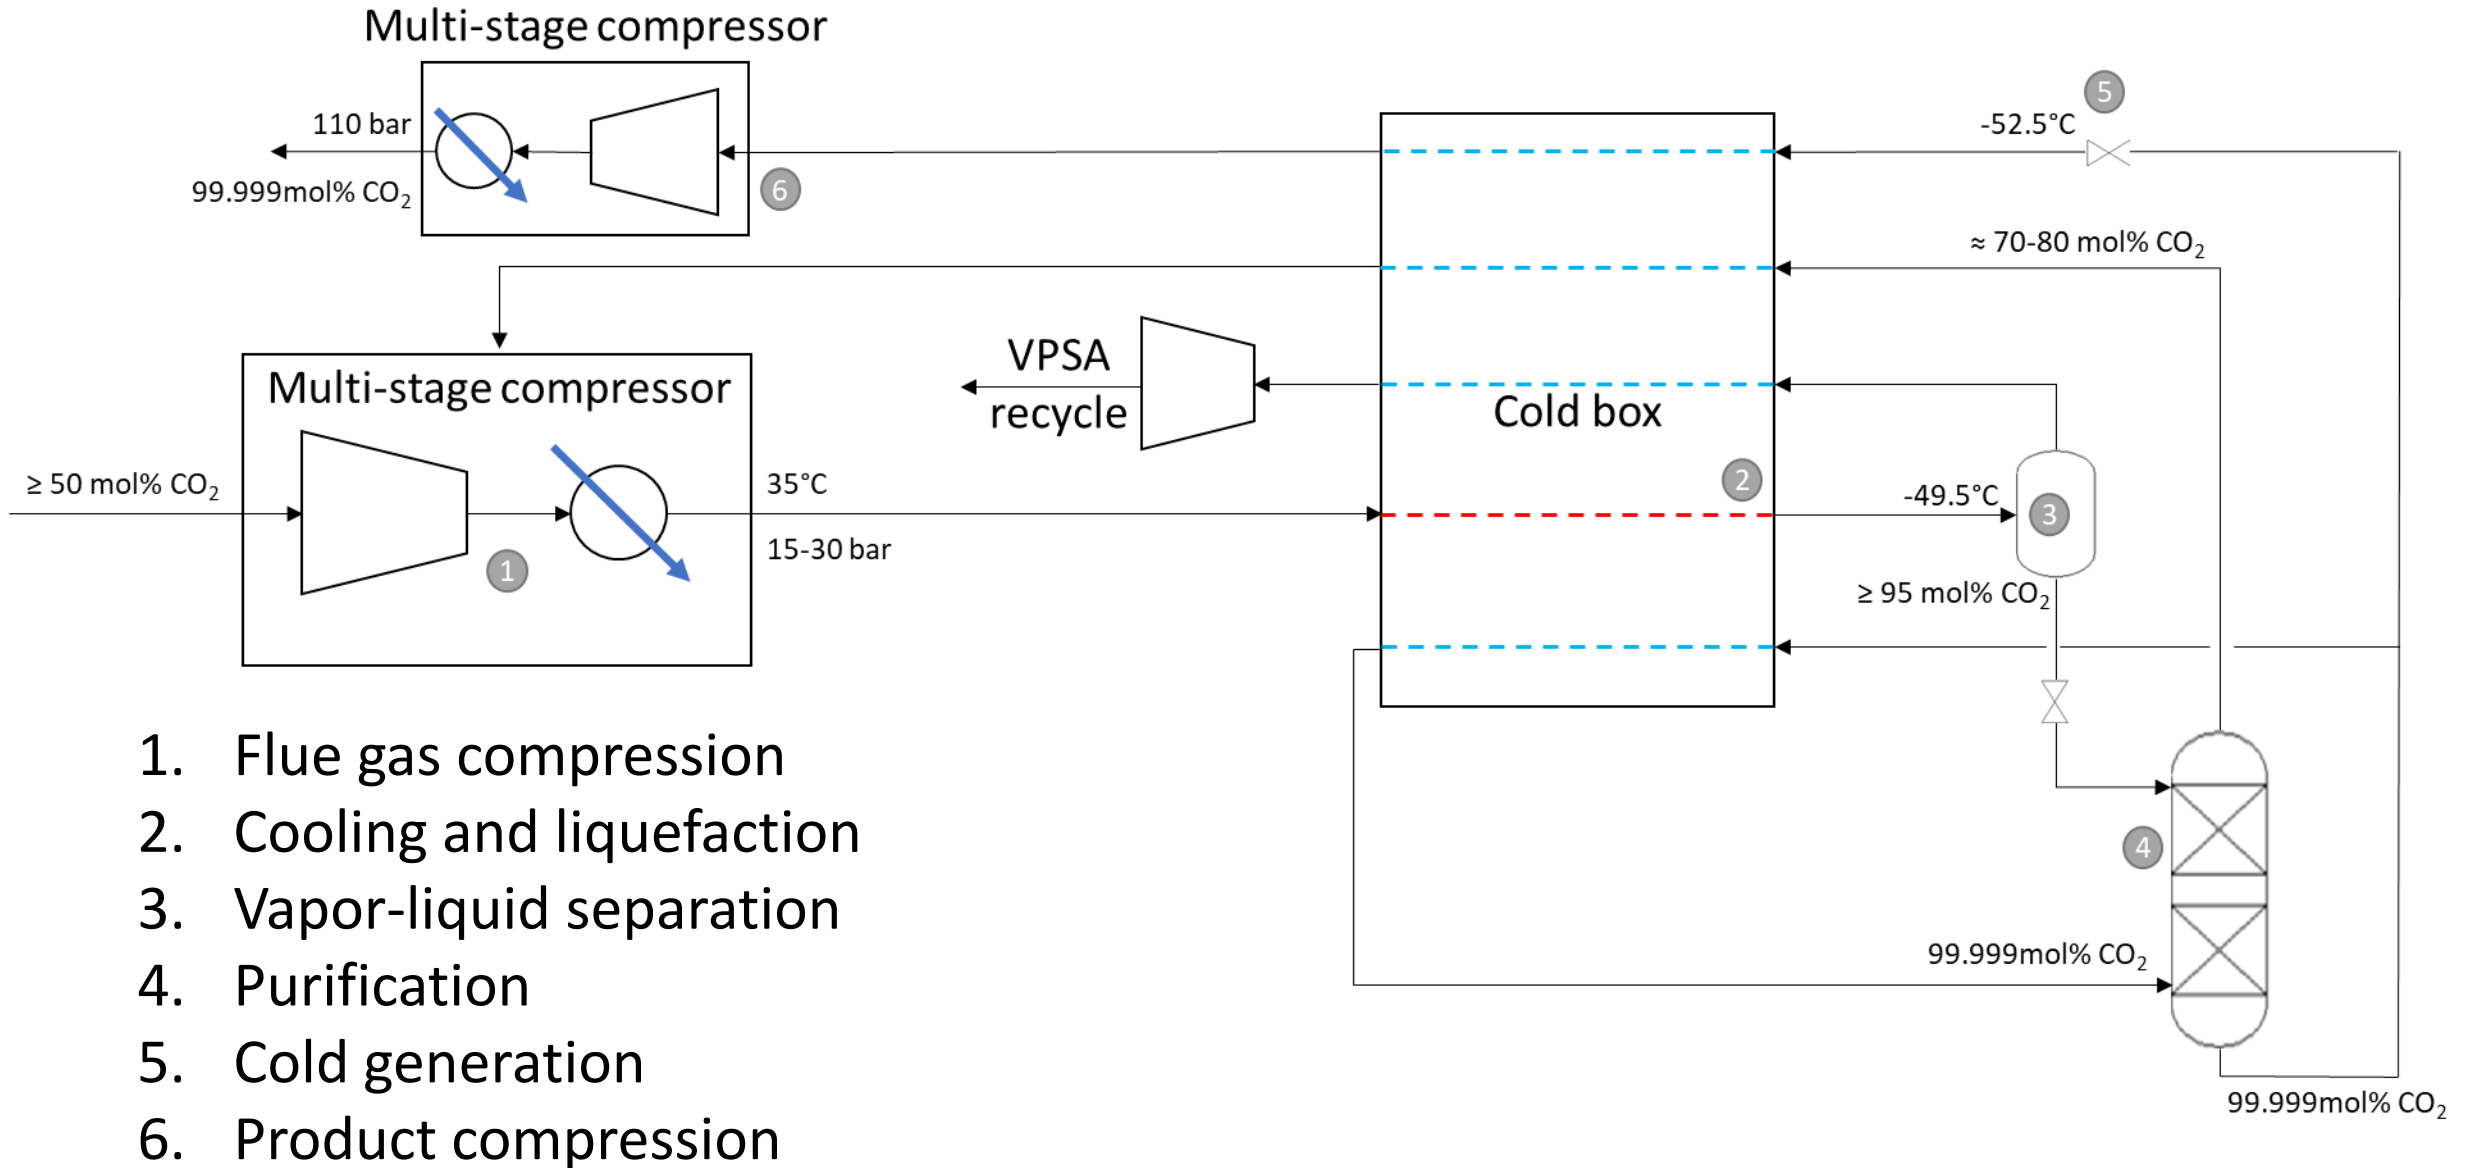 Multi-stage compressor
110 bar
99.999mol% CO₂
6
-52.5°C
5
≈ 70-80 mol% CO₂
VPSA
recycle
Cold box
Multi-stage compressor
≥ 50 mol% CO₂
1
35°C
15-30 bar
2
-49.5°C
3
≥ 95 mol% CO₂
4
99.999mol% CO₂
99.999mol% CO₂
1. Flue gas compression
2. Cooling and liquefaction
3. Vapor-liquid separation
4. Purification
5. Cold generation
6. Product compression